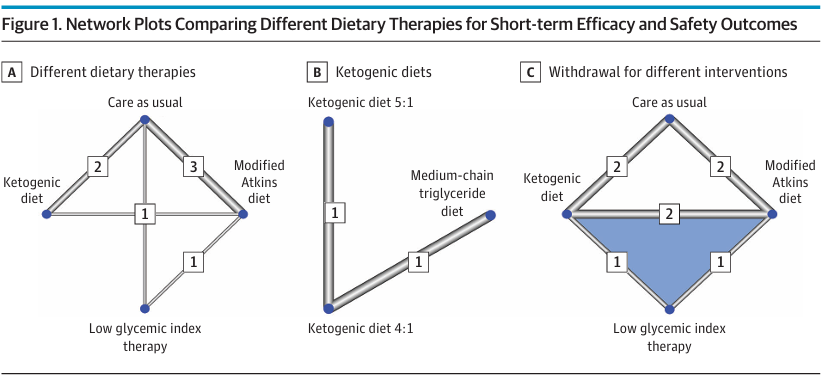 Figure 1. Network Plots Comparing Different Dietary Therapies for Short-term Efficacy and Safety Outcomes
A Different dietary therapies
Care as usual
2
3
Ketogenic
diet
Modified
Atkins
diet
1
1
Low glycemic index
therapy
B Ketogenic diets
Ketogenic diet 5:1
Medium-chain
triglyceride
diet
1
1
Ketogenic diet 4:1
C Withdrawal for different interventions
Care as usual
2
2
Ketogenic
diet
Modified
Atkins
diet
2
1
1
Low glycemic index
therapy